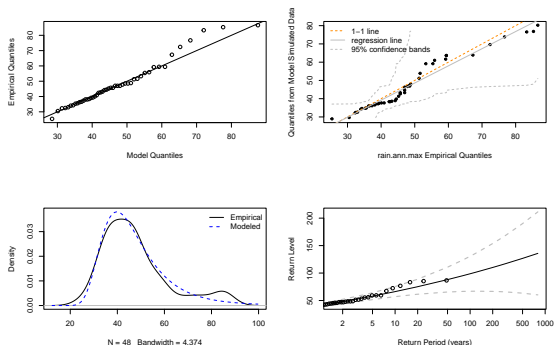 Empirical Quantiles
80
70
60
50
40
30
30 40 50 60 70 80
Model Quantiles
Quantiles from Model Simulated Data
90
70
50
30
1−1 line
regression line
95% confidence bands
30 40 50 60 70 80
rain.ann.max Empirical Quantiles
Density
0.03
0.02
0.01
0.00
Empirical
Modeled
20 40 60 80 100
N = 48 Bandwidth = 4.374
Return Level
200
150
100
50
2 5 10 20 50 100 200 500 1000
Return Period (years)